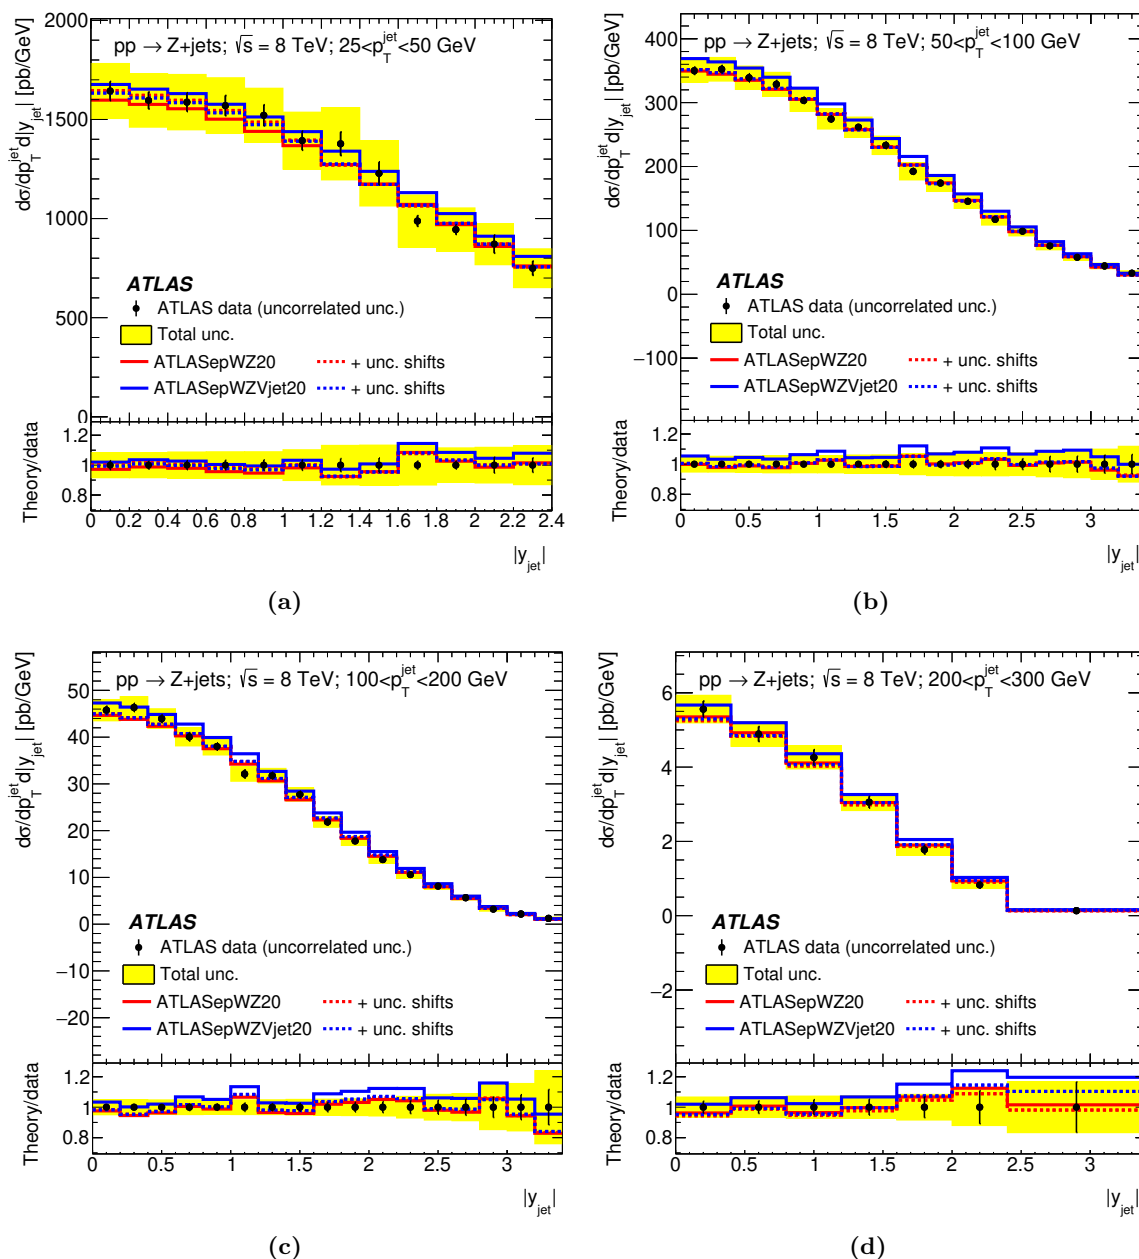 pp → Z+jets; √s = 8 TeV; 25<p_T^jet<50 GeV
dσ/dp_T^jet d|y_jet| [pb/GeV]
2000
1500
1000
500
0
ATLAS
ATLAS data (uncorrelated unc.)
Total unc.
ATLASepWZ20 + unc. shifts
ATLASepWZVjet20 + unc. shifts
Theory/data
1.2
1
0.8
0 0.2 0.4 0.6 0.8 1 1.2 1.4 1.6 1.8 2 2.2 2.4
|y_jet|
(a)
pp → Z+jets; √s = 8 TeV; 50<p_T^jet<100 GeV
dσ/dp_T^jet d|y_jet| [pb/GeV]
400
300
200
100
0
−100
ATLAS
ATLAS data (uncorrelated unc.)
Total unc.
ATLASepWZ20 + unc. shifts
ATLASepWZVjet20 + unc. shifts
Theory/data
1.2
1
0.8
0 0.5 1 1.5 2 2.5 3
|y_jet|
(b)
pp → Z+jets; √s = 8 TeV; 100<p_T^jet<200 GeV
dσ/dp_T^jet d|y_jet| [pb/GeV]
50
40
30
20
10
0
−10
−20
ATLAS
ATLAS data (uncorrelated unc.)
Total unc.
ATLASepWZ20 + unc. shifts
ATLASepWZVjet20 + unc. shifts
Theory/data
1.2
1
0.8
0 0.5 1 1.5 2 2.5 3
|y_jet|
(c)
pp → Z+jets; √s = 8 TeV; 200<p_T^jet<300 GeV
dσ/dp_T^jet d|y_jet| [pb/GeV]
6
4
2
0
−2
ATLAS
ATLAS data (uncorrelated unc.)
Total unc.
ATLASepWZ20 + unc. shifts
ATLASepWZVjet20 + unc. shifts
Theory/data
1.2
1
0.8
0 0.5 1 1.5 2 2.5 3
|y_jet|
(d)